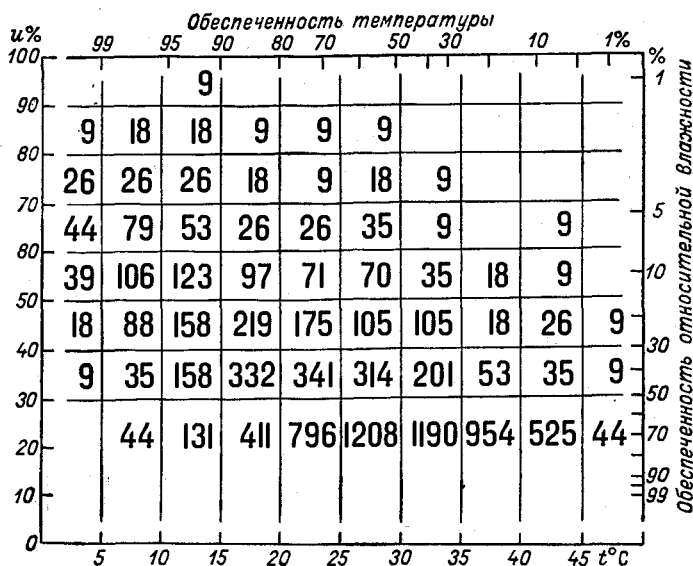 Обеспеченность температуры
u% 99 95 90 80 70 50 30 10 1% %
100 9 1
90 9 18 18 9 9 9
80 26 26 26 18 9 18 9
70 44 79 53 26 26 35 9 9 5
60 39 106 123 97 71 70 35 18 9 10
50 18 88 158 219 175 105 105 18 26 9
40 30
9 35 158 332 341 314 201 53 35 9 50
30
20 44 131 411 796 1208 1190 954 525 44 70
90
10 99
0
5 10 15 20 25 30 35 40 45 t°C
Обеспеченность относительной влажности